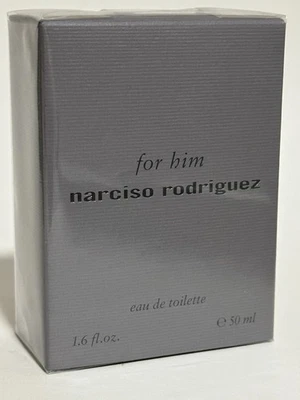 for him
narciso rodriguez
eau de toilette
1.6 fl.oz. ℮ 50 ml